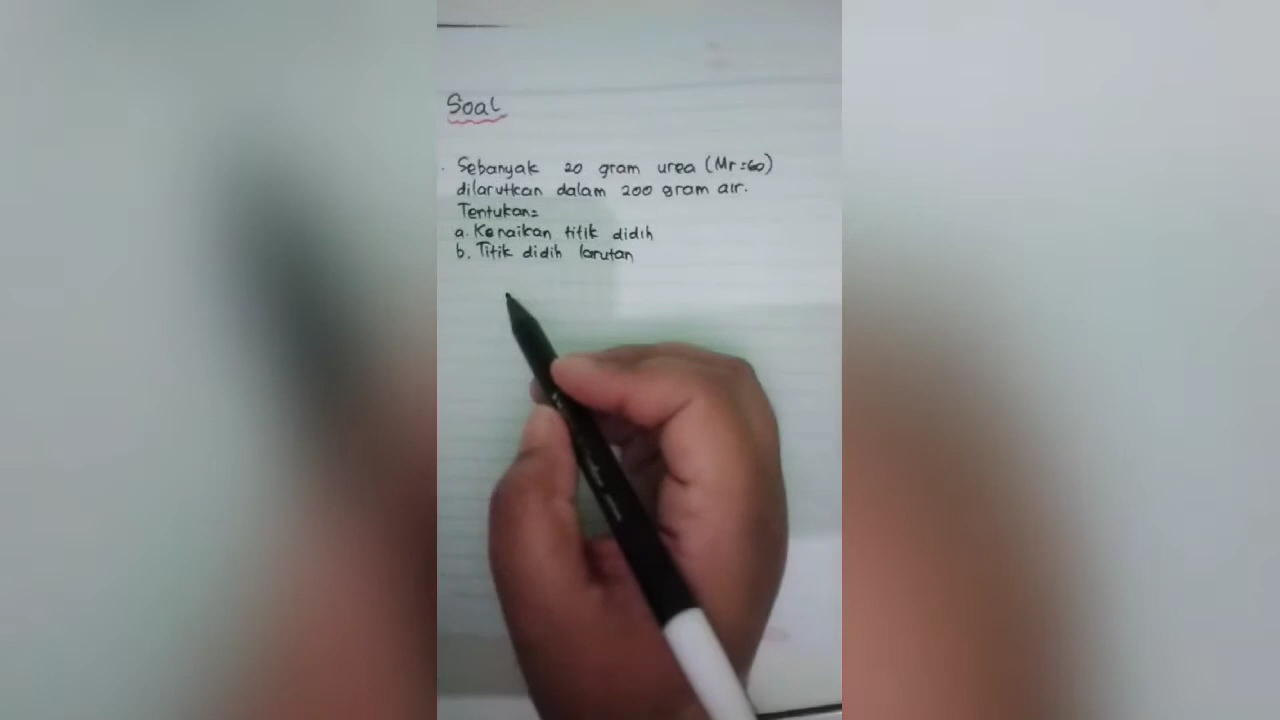 Soal
Sebanyak 20 gram urea (Mr=60)
dilarutkan dalam 200 gram air.
Tentukan=
a. Kenaikan titik didih
b. Titik didih larutan